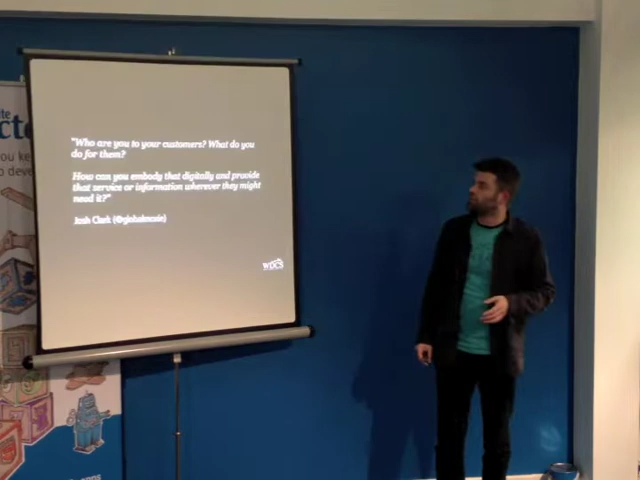 "Who are you to your customers? What do you
do for them?
How can you embody that digitally and provide
that service or information wherever they might
need it?"
Josh Clark (@globalmoxie)
WDCS